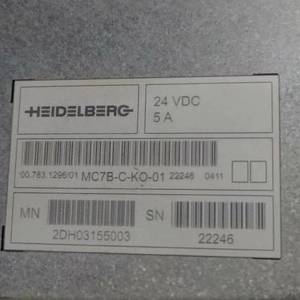 HEIDELBERG
24 VDC
5 A
00.783.1296/01 MC7B-C-KO-01 22246 0411
MN
SN
2DH03155003
22246